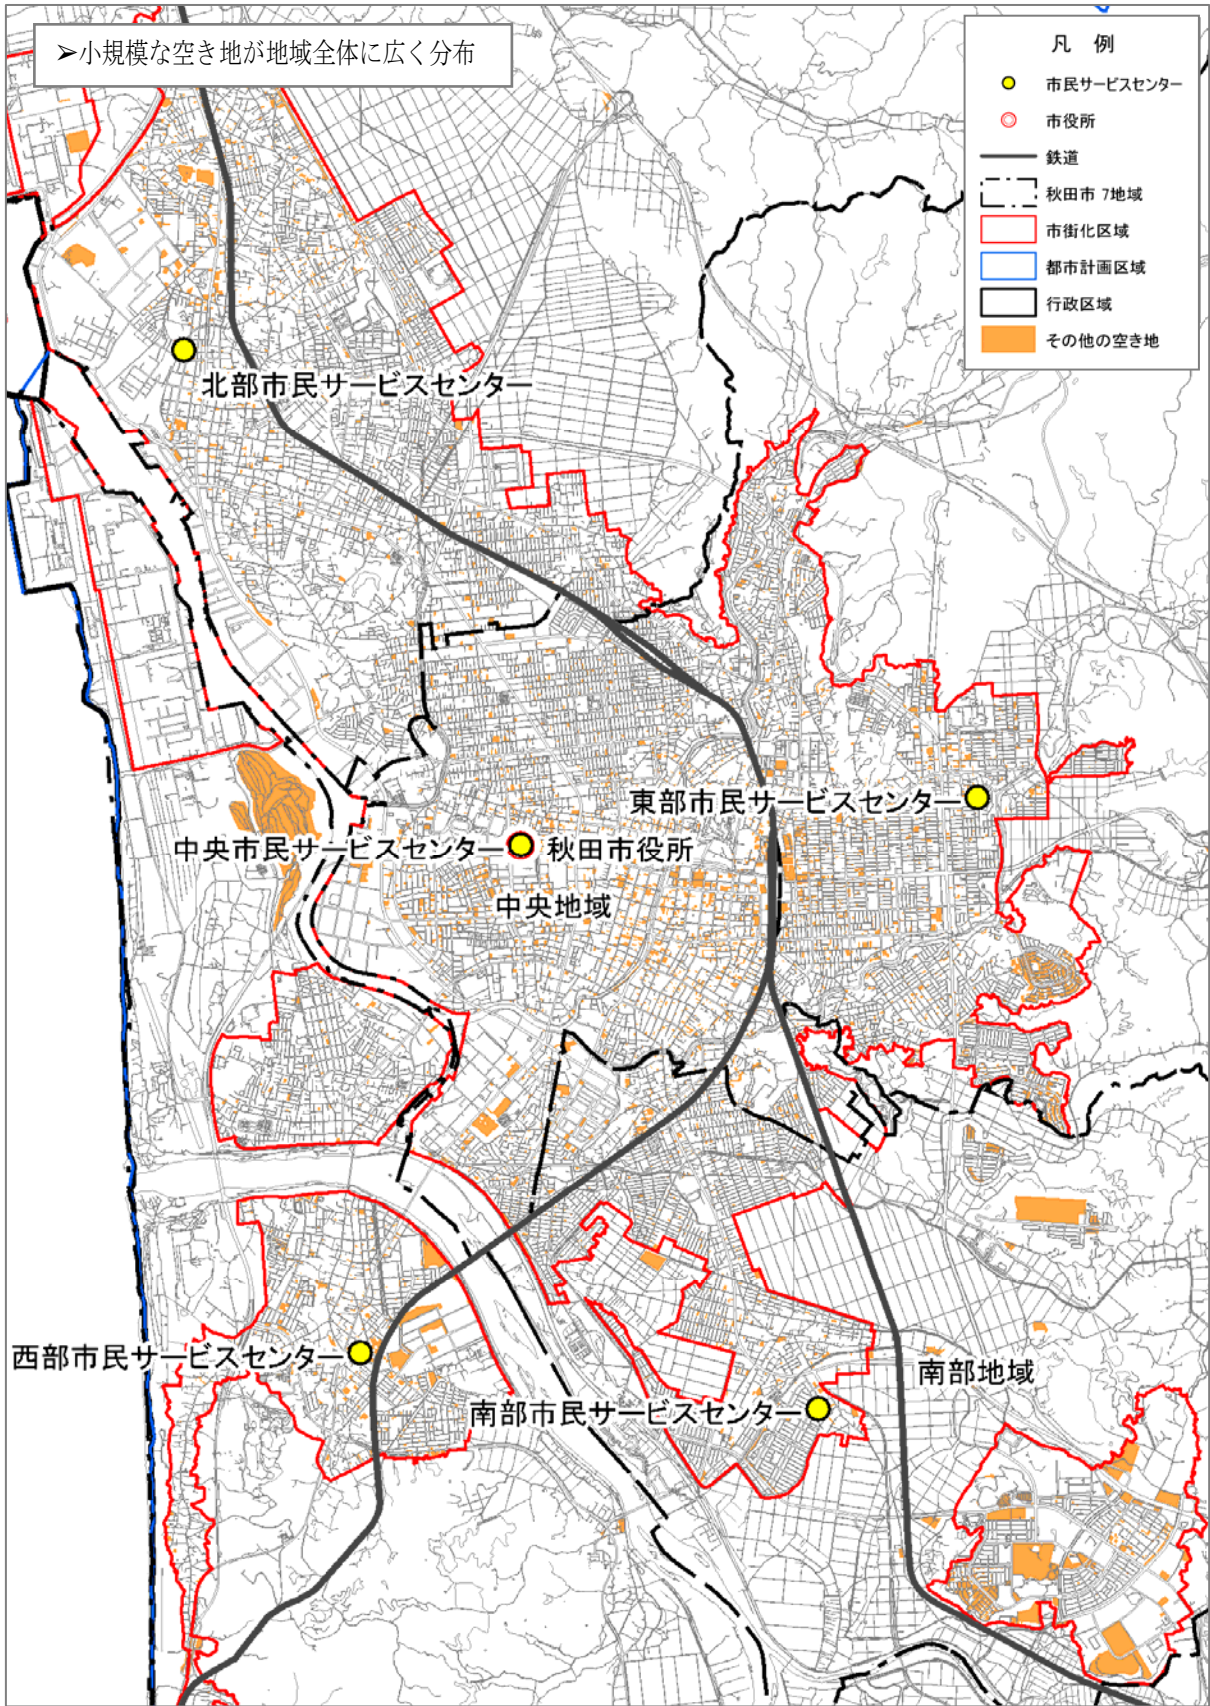 ➢小規模な空き地が地域全体に広く分布
凡 例
市民サービスセンター
市役所
鉄道
秋田市 7地域
市街化区域
都市計画区域
行政区域
その他の空き地
北部市民サービスセンター
東部市民サービスセンター
中央市民サービスセンター
秋田市役所
中央地域
西部市民サービスセンター
南部地域
南部市民サービスセンター